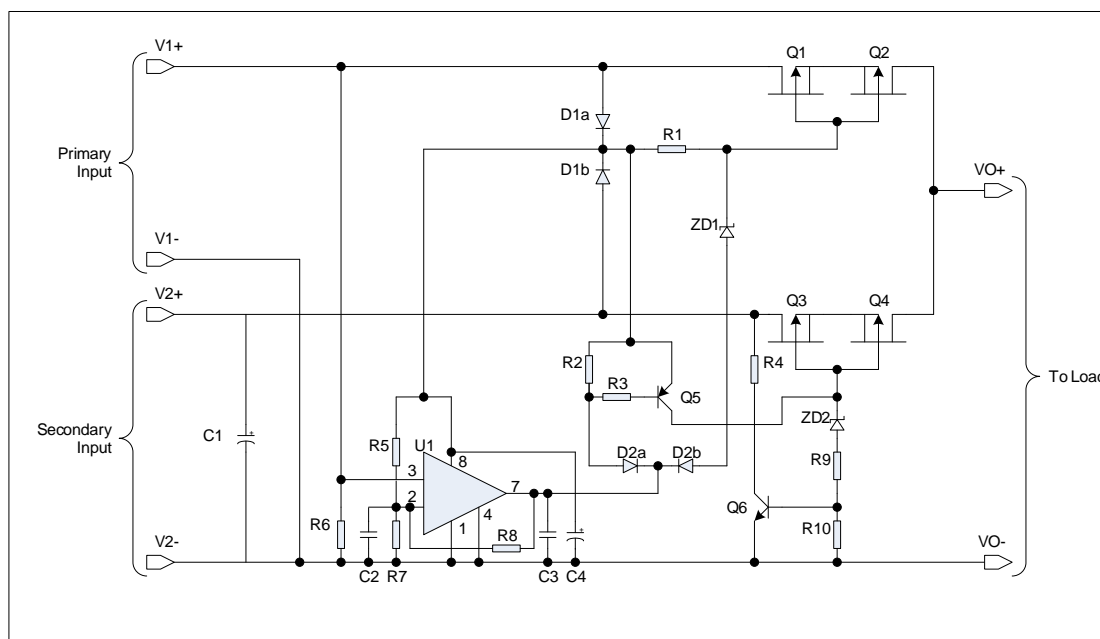 V1+
Q1
Q2
D1a
R1
Primary
Input
D1b
VO+
ZD1
V1-
V2+
Q3
Q4
R2
R4
R3
Q5
To Load
ZD2
C1
Secondary
Input
R5
U1
8
D2a
D2b
R9
3
7
2
Q6
4
R6
1
R8
R10
V2-
VO-
C2
R7
C3
C4